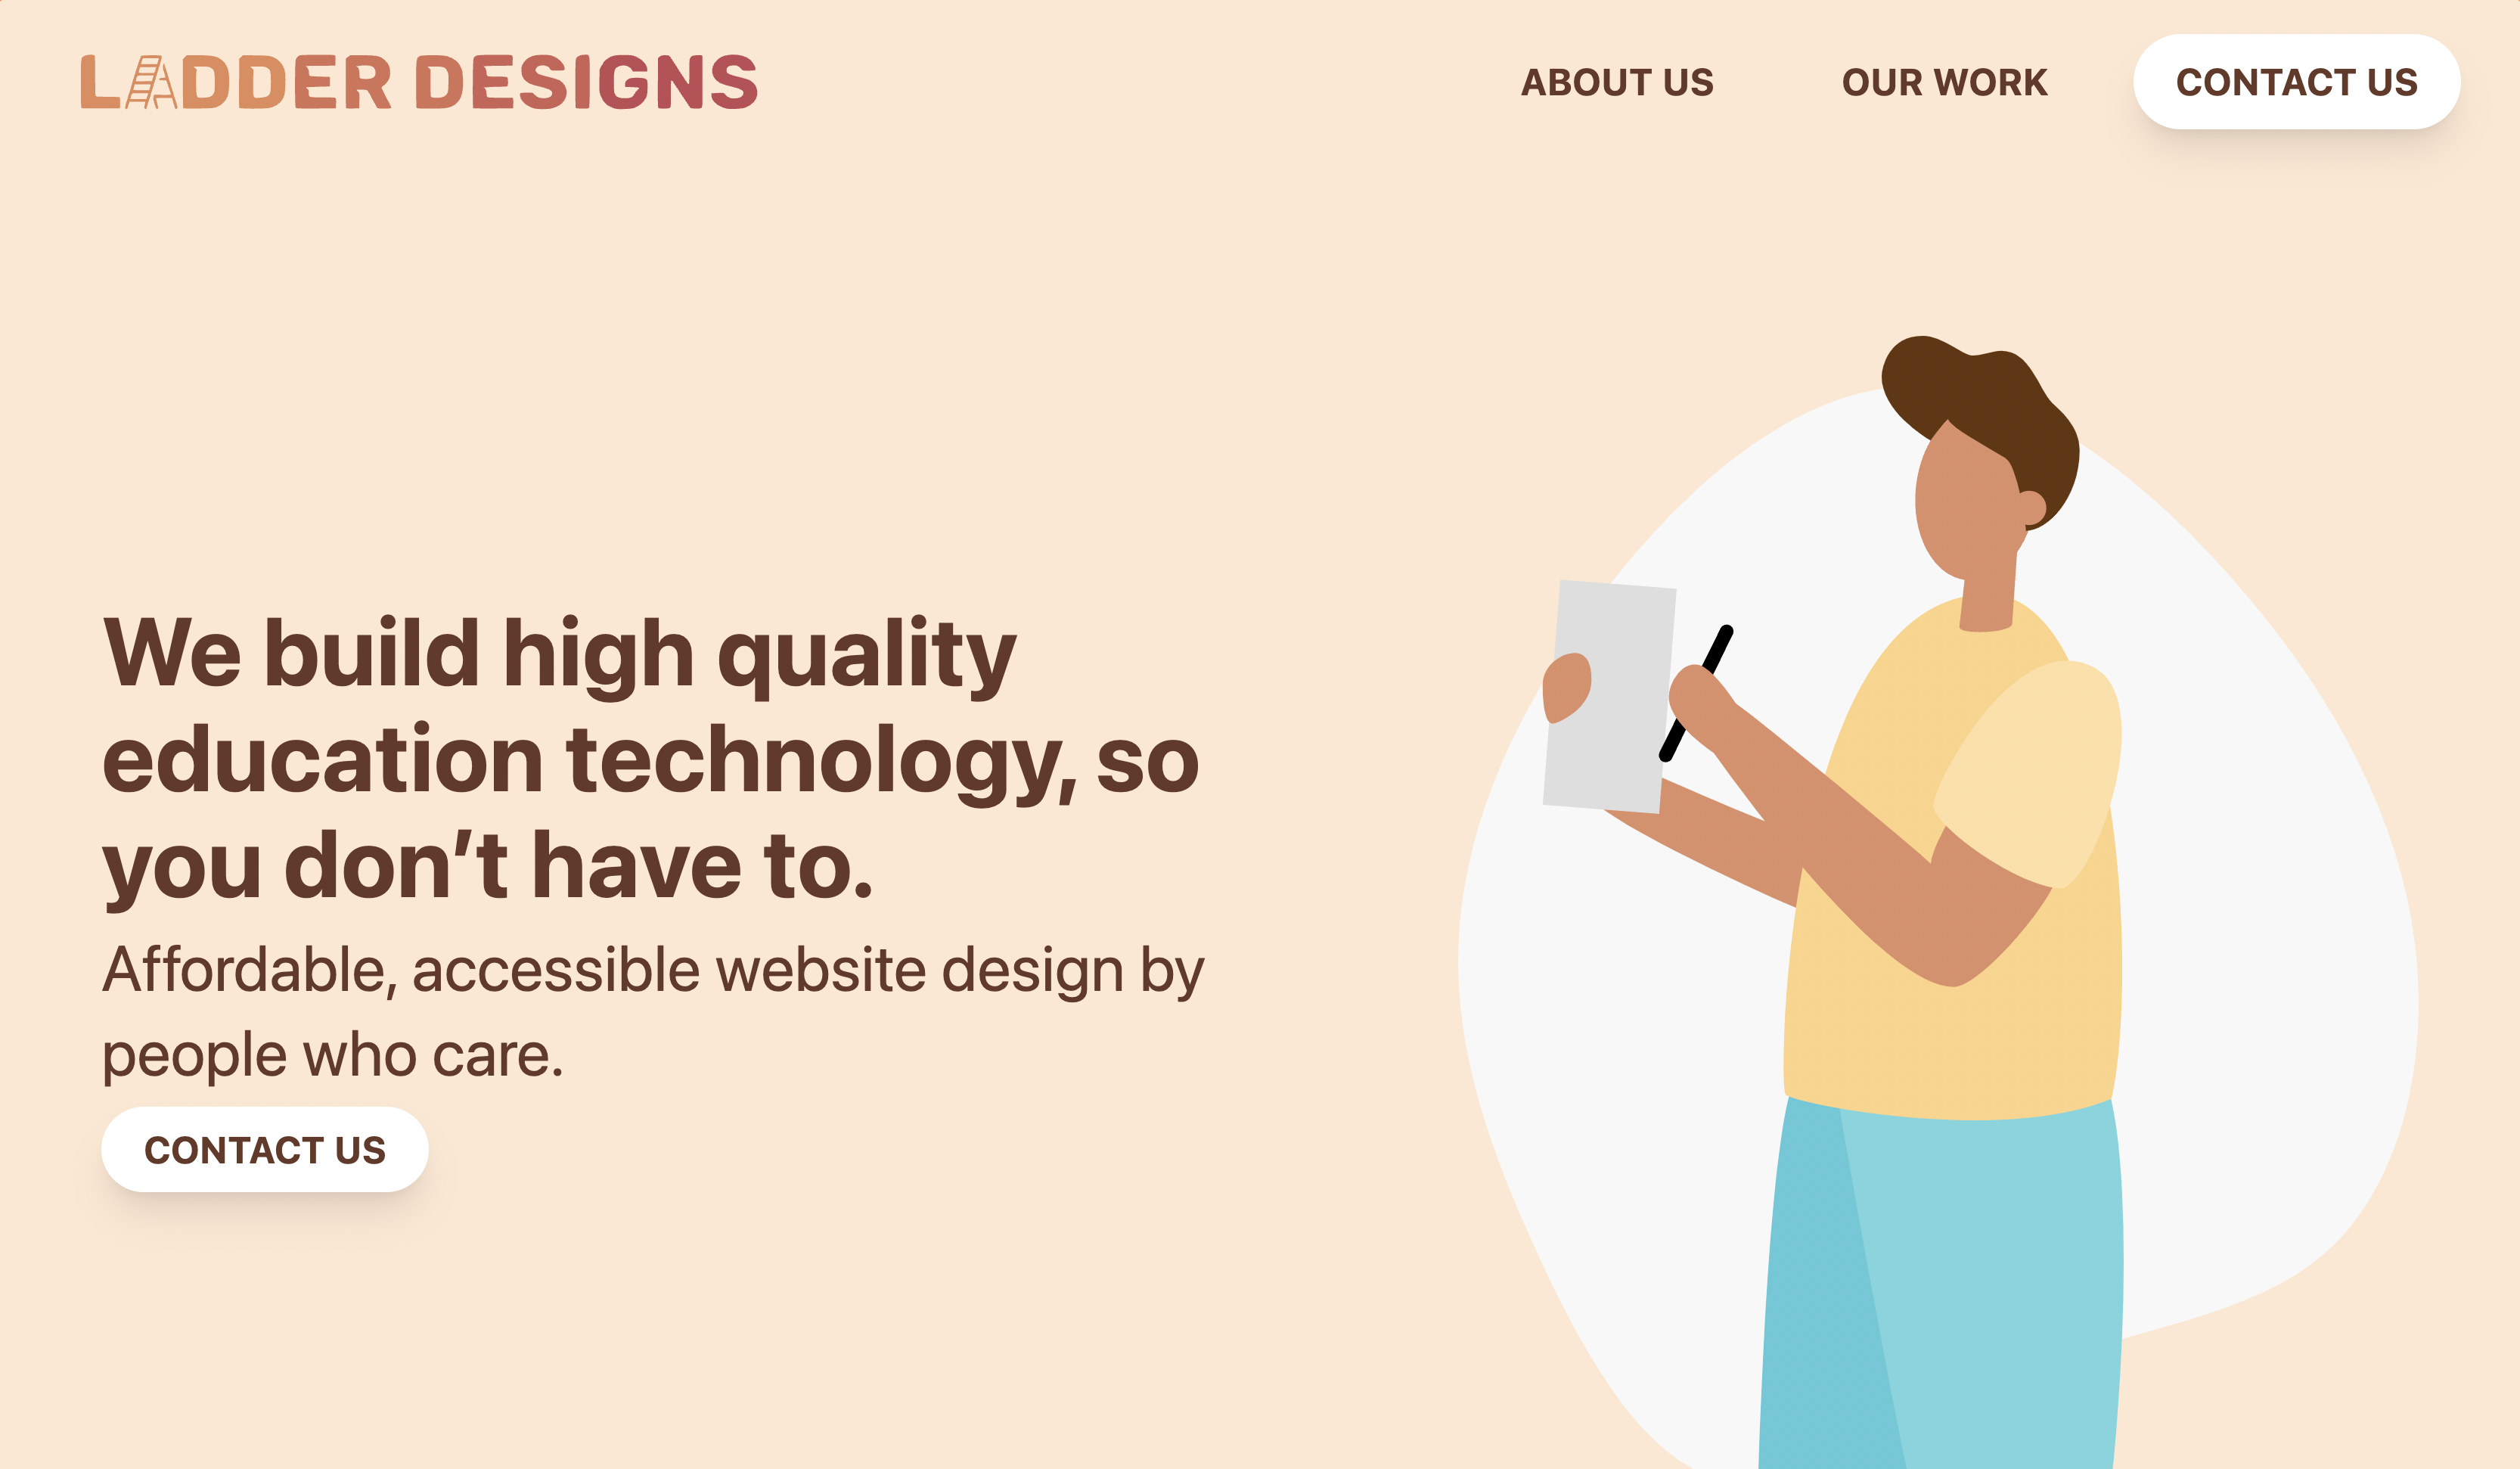 LADDER DESIGNS
ABOUT US
OUR WORK
CONTACT US
We build high quality
education technology, so
you don’t have to.
Affordable, accessible website design by
people who care.
CONTACT US